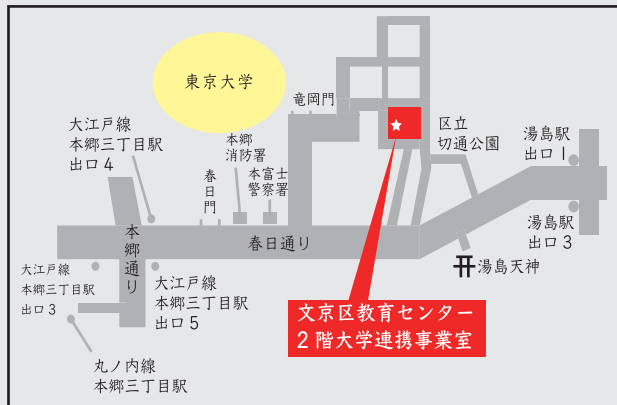 東京大学
竜岡門
大江戸線
本郷三丁目駅
出口4
本郷
消防署
春日門
本富士
警察署
区立
切通公園
湯島駅
出口1
湯島駅
出口3
本郷通り
春日通り
湯島天神
大江戸線
本郷三丁目駅
出口3
大江戸線
本郷三丁目駅
出口5
文京区教育センター
2階大学連携事業室
丸ノ内線
本郷三丁目駅